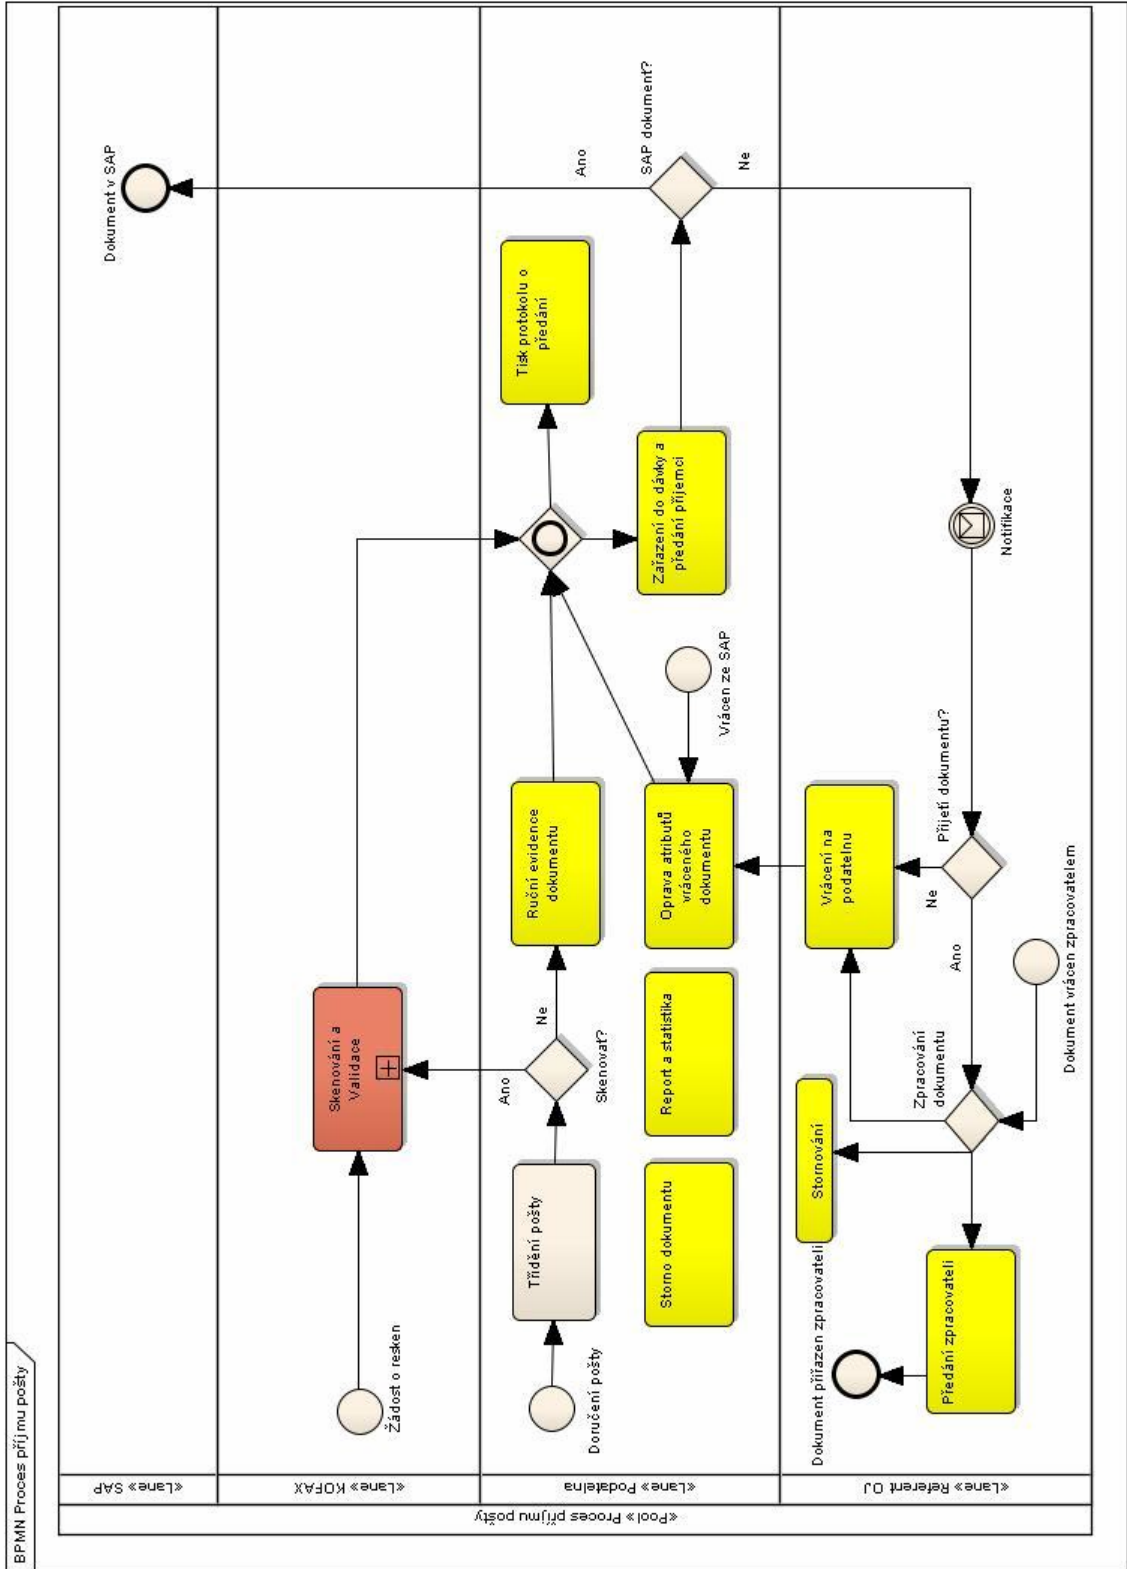 BPMN Proces příjmu pošty
«Pool» Proces příjmu pošty
«Lane» SAP
Dokument v SAP
«Lane» KOFAX
Žádost o resken
Skenování a
Validace
«Lane» Podatelna
Doručení pošty
Třídění pošty
Skenovat?
Ano
Ne
Ruční evidence
dokumentu
Tisk protokolu o
předání
Storno dokumentu
Report a statistika
Oprava atributů
vráceného
dokumentu
Vrácen ze SAP
Zařazení do dávky a
předání příjemci
SAP dokument?
Ano
Ne
«Lane» Referent OJ
Dokument přiřazen zpracovateli
Předání zpracovateli
Stornování
Zpracování
dokumentu
Dokument vrácen zpracovatelem
Ano
Ne
Vrácení na
podatelnu
Přijetí dokumentu?
Notifikace